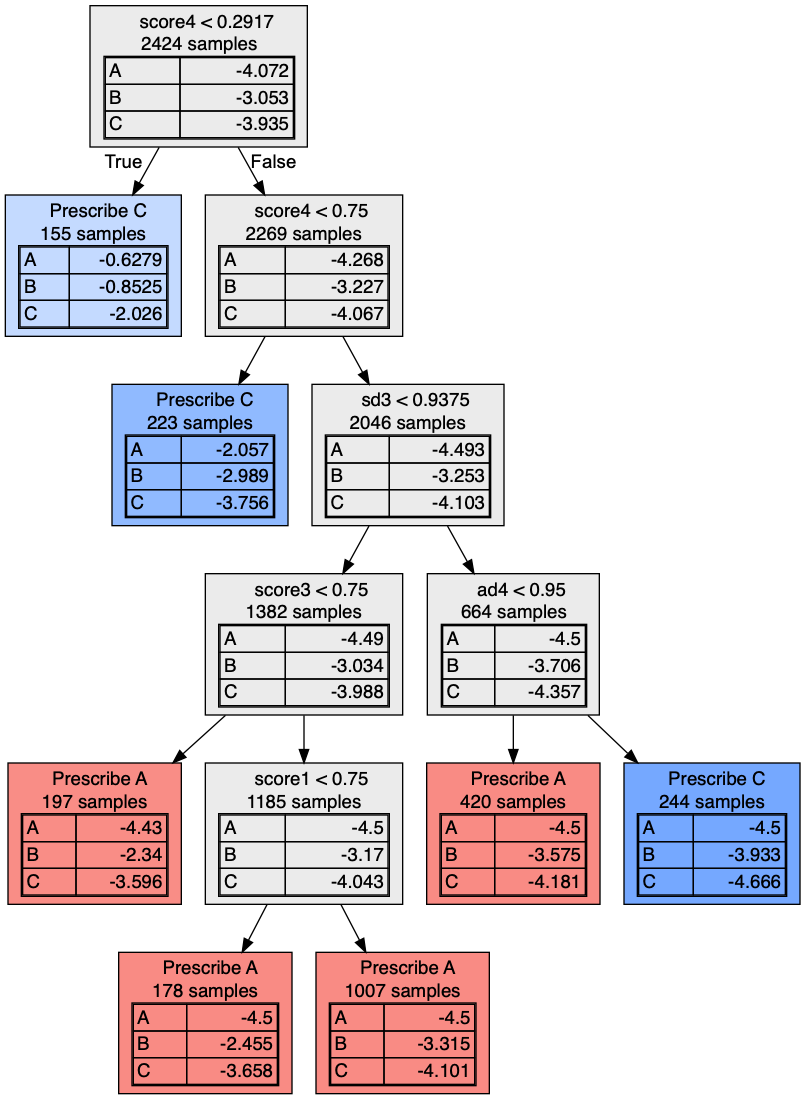 score4 < 0.2917
2424 samples
A -4.072
B -3.053
C -3.935
True False
Prescribe C
155 samples
A -0.6279
B -0.8525
C -2.026
score4 < 0.75
2269 samples
A -4.268
B -3.227
C -4.067
Prescribe C
223 samples
A -2.057
B -2.989
C -3.756
sd3 < 0.9375
2046 samples
A -4.493
B -3.253
C -4.103
score3 < 0.75
1382 samples
A -4.49
B -3.034
C -3.988
ad4 < 0.95
664 samples
A -4.5
B -3.706
C -4.357
Prescribe A
197 samples
A -4.43
B -2.34
C -3.596
score1 < 0.75
1185 samples
A -4.5
B -3.17
C -4.043
Prescribe A
420 samples
A -4.5
B -3.575
C -4.181
Prescribe C
244 samples
A -4.5
B -3.933
C -4.666
Prescribe A
178 samples
A -4.5
B -2.455
C -3.658
Prescribe A
1007 samples
A -4.5
B -3.315
C -4.101